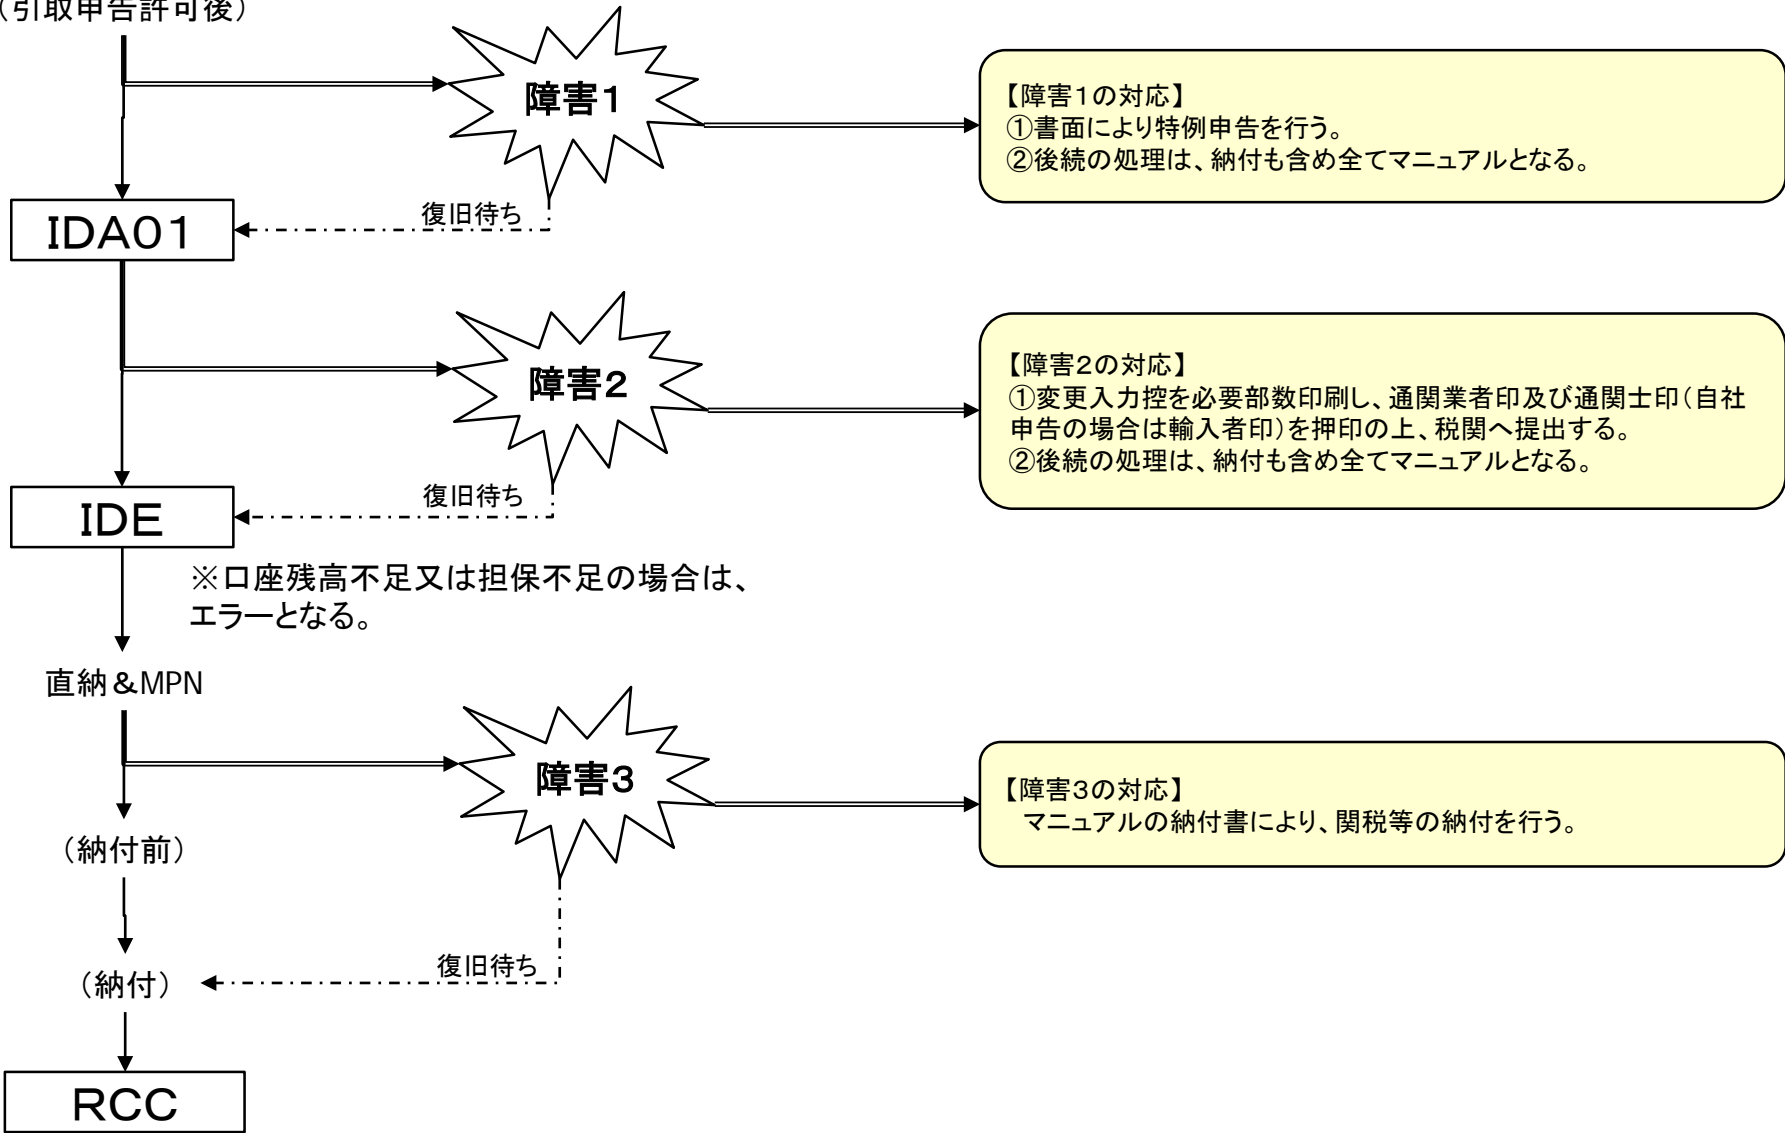 （引取申告許可後）
障害１
【障害１の対応】
①書面により特例申告を行う。
②後続の処理は、納付も含め全てマニュアルとなる。
復旧待ち
ＩＤＡ０１
障害２
【障害２の対応】
①変更入力控を必要部数印刷し、通関業者印及び通関士印（自社
申告の場合は輸入者印）を押印の上、税関へ提出する。
②後続の処理は、納付も含め全てマニュアルとなる。
復旧待ち
ＩＤＥ
※口座残高不足又は担保不足の場合は、
エラーとなる。
直納＆MPN
障害３
【障害３の対応】
マニュアルの納付書により、関税等の納付を行う。
（納付前）
復旧待ち
（納付）
ＲＣＣ